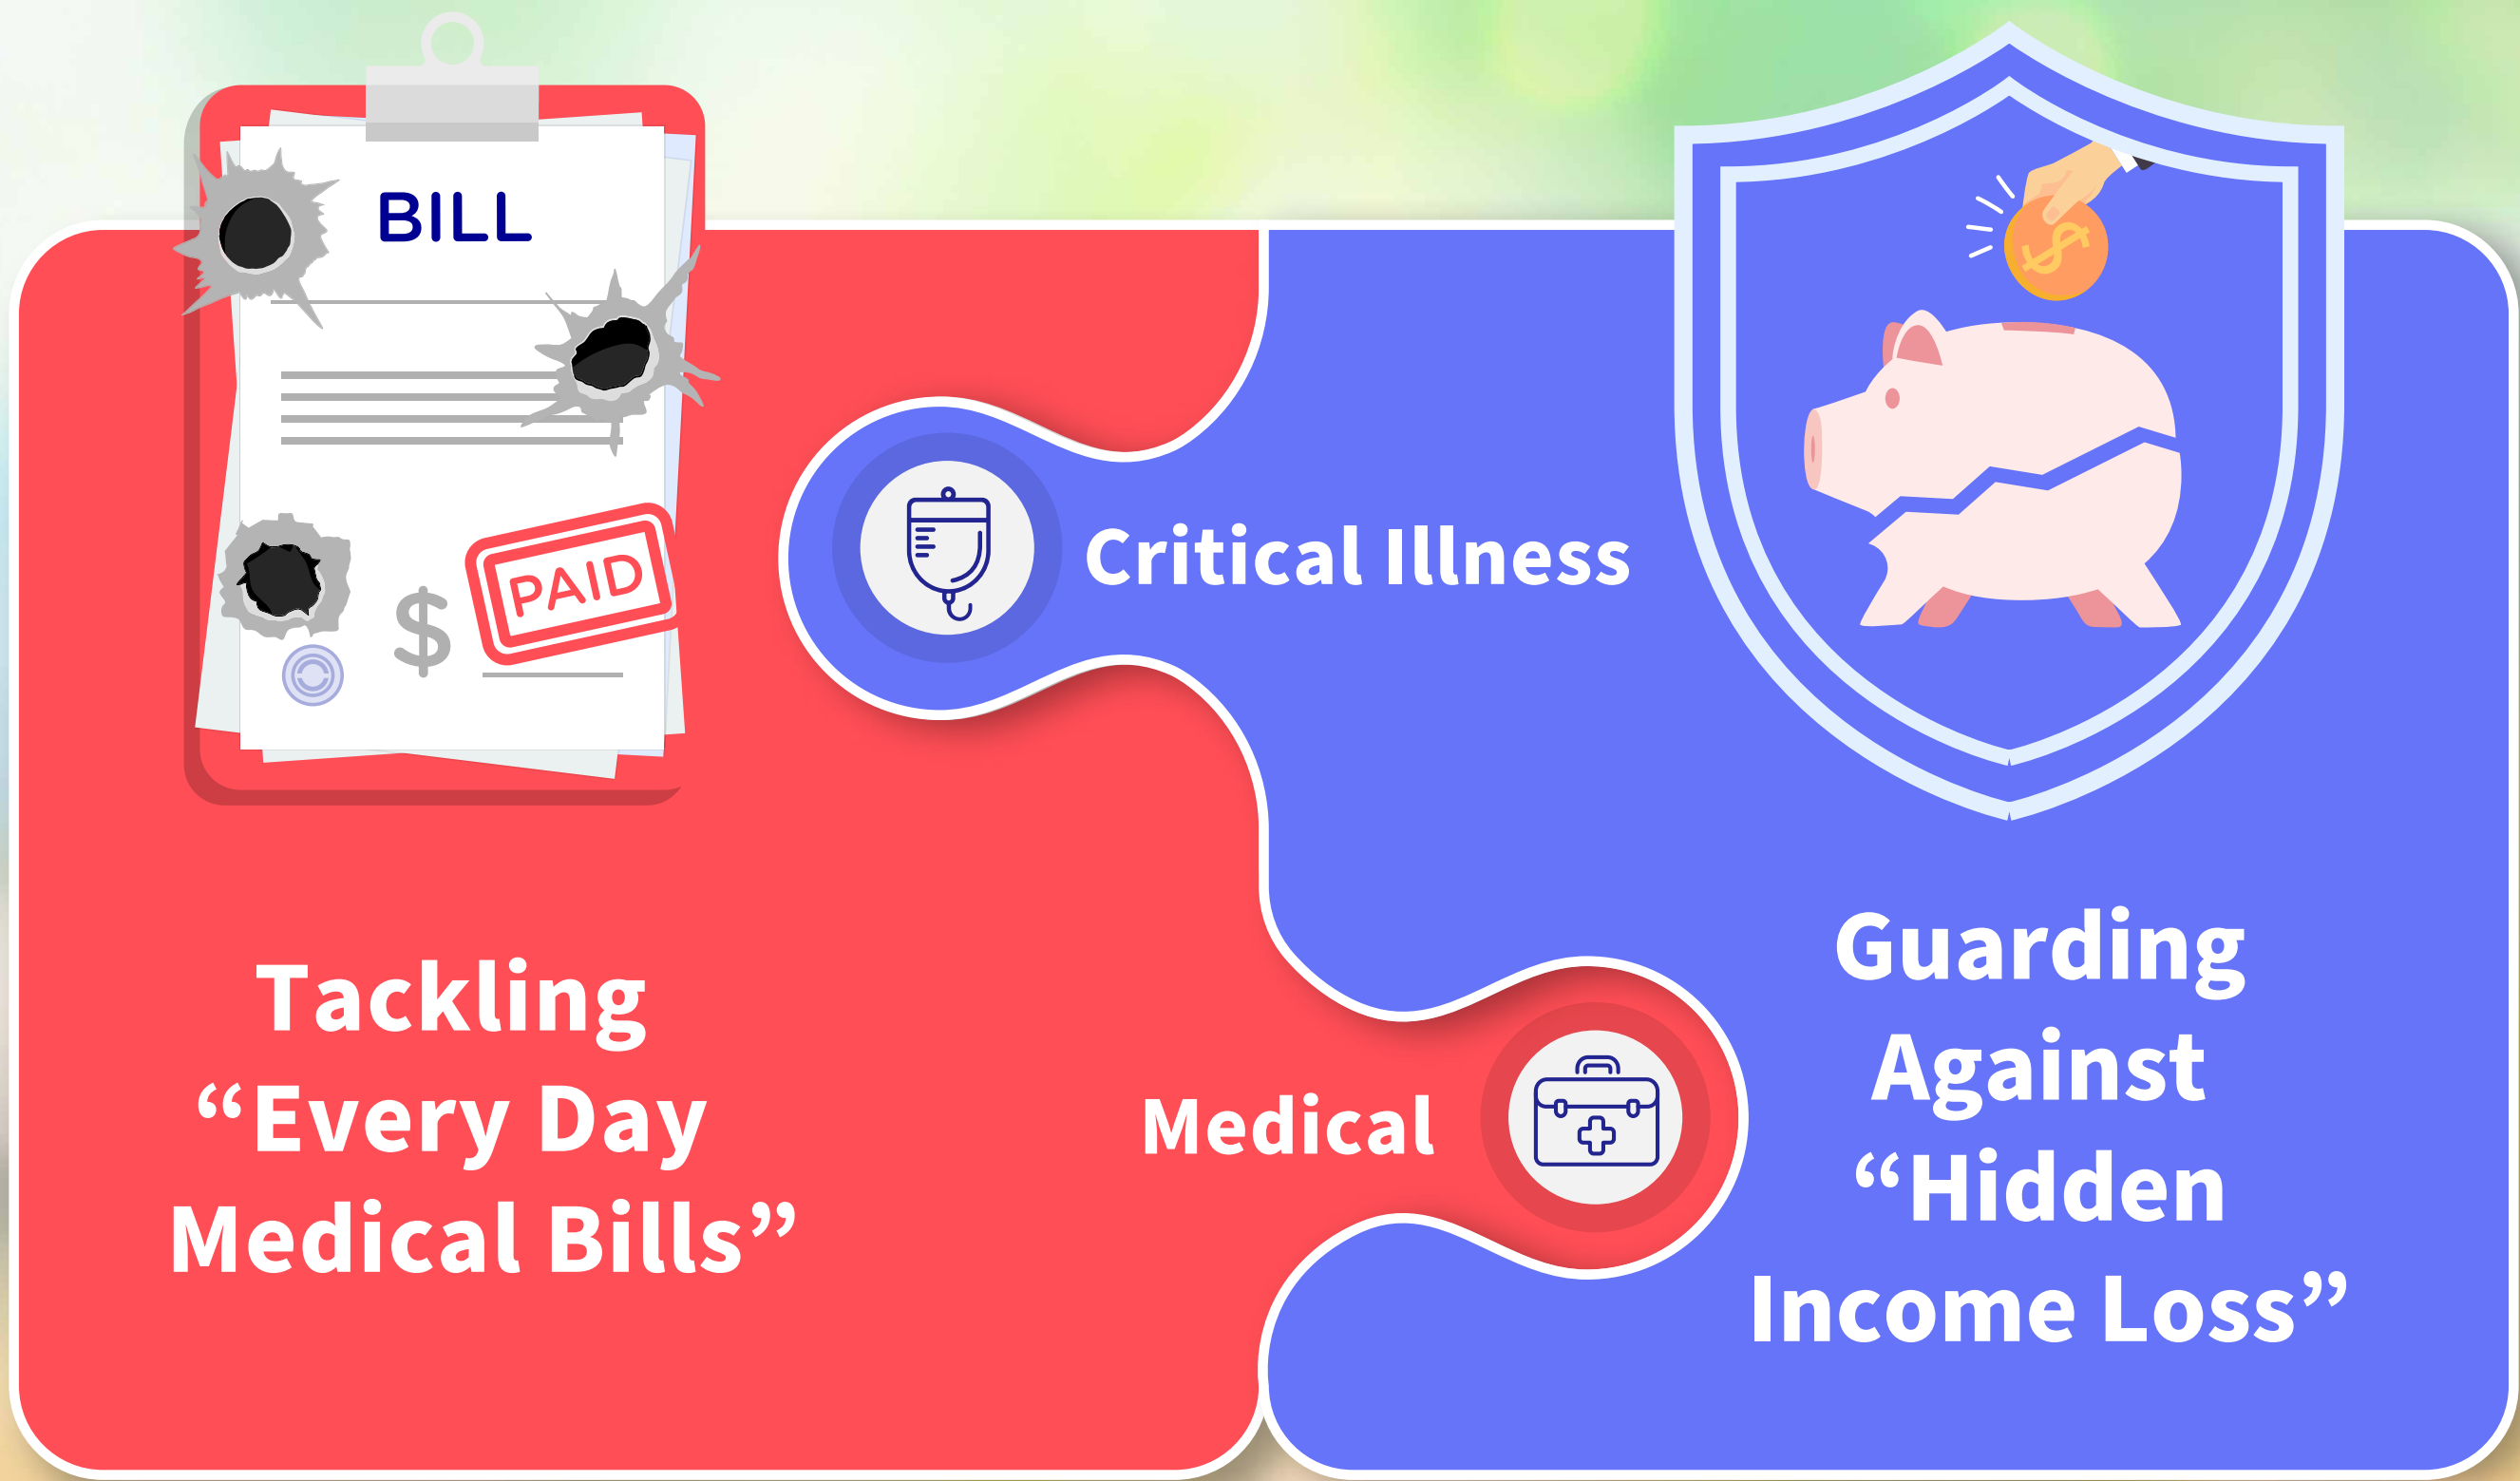 BILL
$
PAID
$
Critical Illness
Tackling
“Every Day
Medical Bills”
Medical
Guarding
Against
“Hidden
Income Loss”